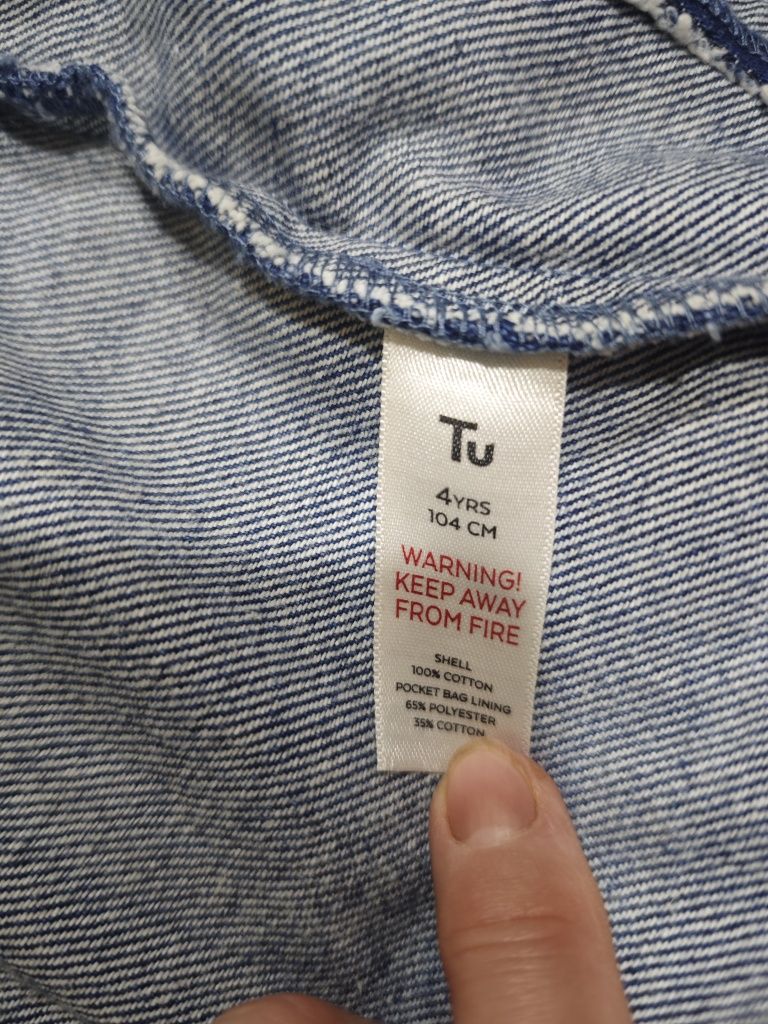 Tu
4YRS
104 CM
WARNING!
KEEP AWAY
FROM FIRE
SHELL
100% COTTON
POCKET BAG LINING
65% POLYESTER
35% COTTON